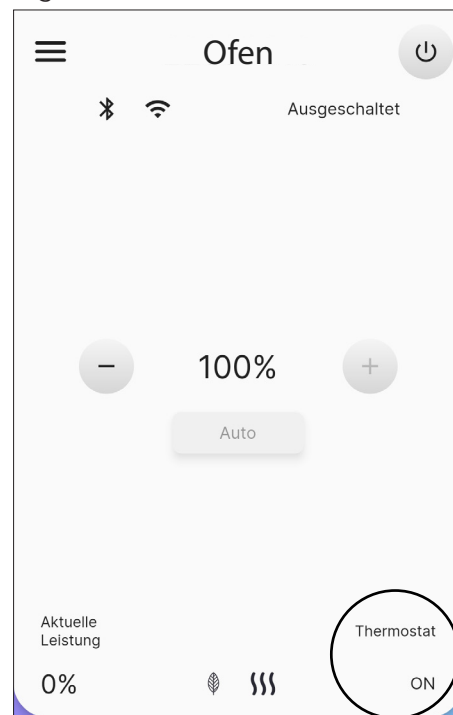 Ofen
Ausgeschaltet
100%
Auto
Aktuelle
Leistung
Thermostat
0%
ON